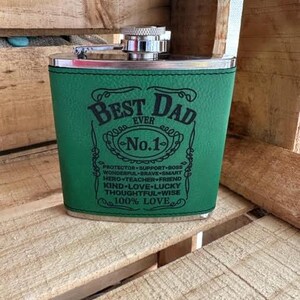 BEST DAD
EVER
No.1
PROTECTOR•SUPPORT•BOSS
WONDERFUL•BRAVE•SMART
HERO•TEACHER•FRIEND
KIND•LOVE•LUCKY
THOUGHTFUL•WISE
100% LOVE